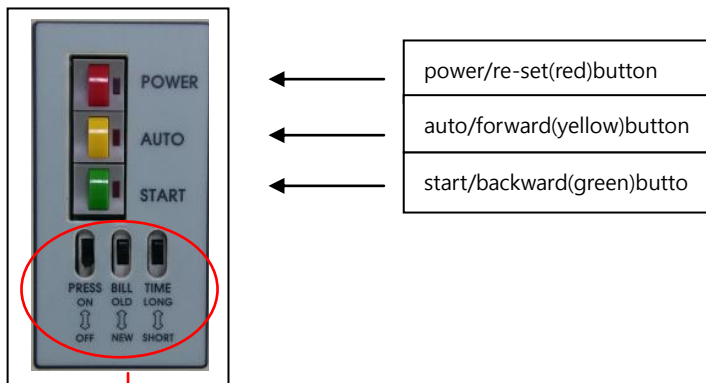 POWER
AUTO
START
PRESS BILL TIME
ON OLD LONG
OFF NEW SHORT
power/re-set(red)button
auto/forward(yellow)button
start/backward(green)butto